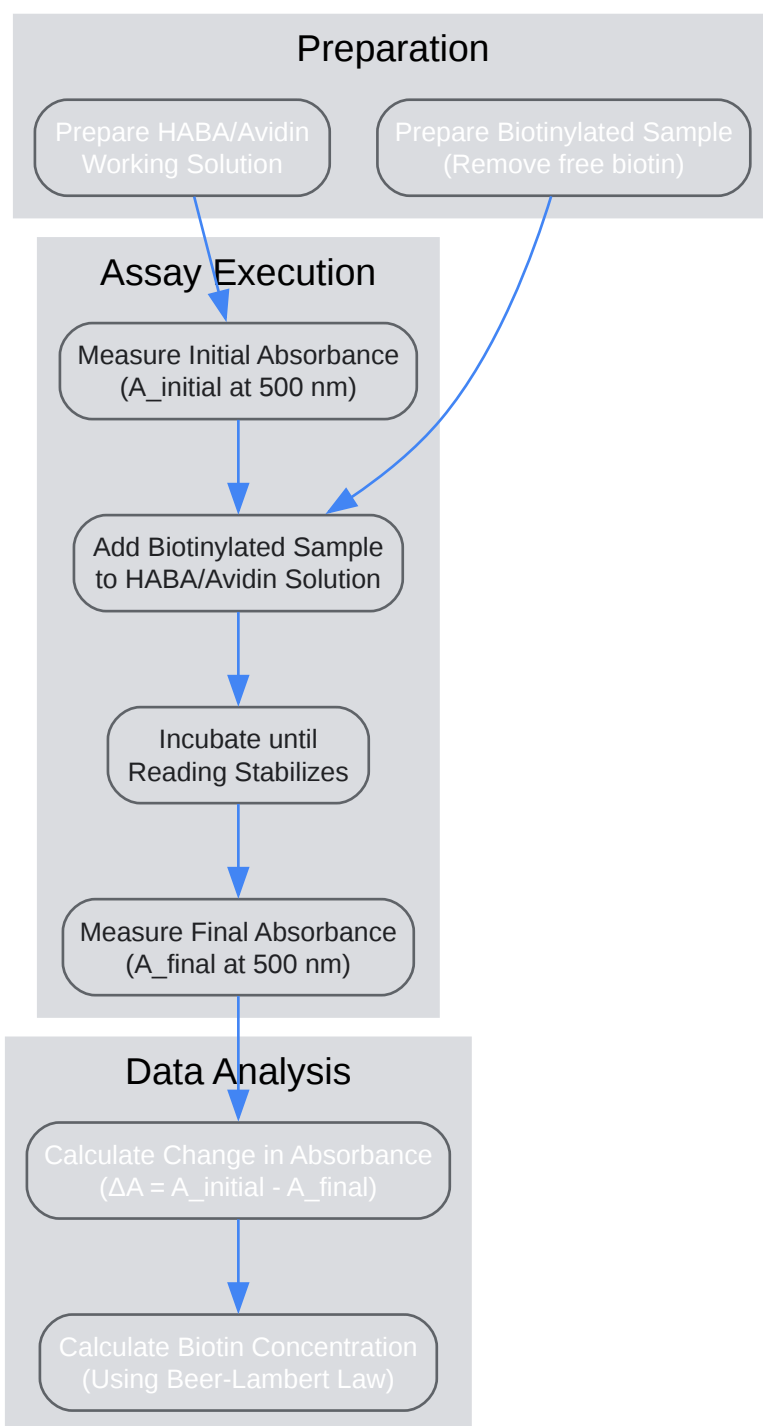 Preparation
Prepare HABA/Avidin
Working Solution
Prepare Biotinylated Sample
(Remove free biotin)
Assay Execution
Measure Initial Absorbance
(A_initial at 500 nm)
Add Biotinylated Sample
to HABA/Avidin Solution
Incubate until
Reading Stabilizes
Measure Final Absorbance
(A_final at 500 nm)
Data Analysis
Calculate Change in Absorbance
(ΔA = A_initial - A_final)
Calculate Biotin Concentration
(Using Beer-Lambert Law)